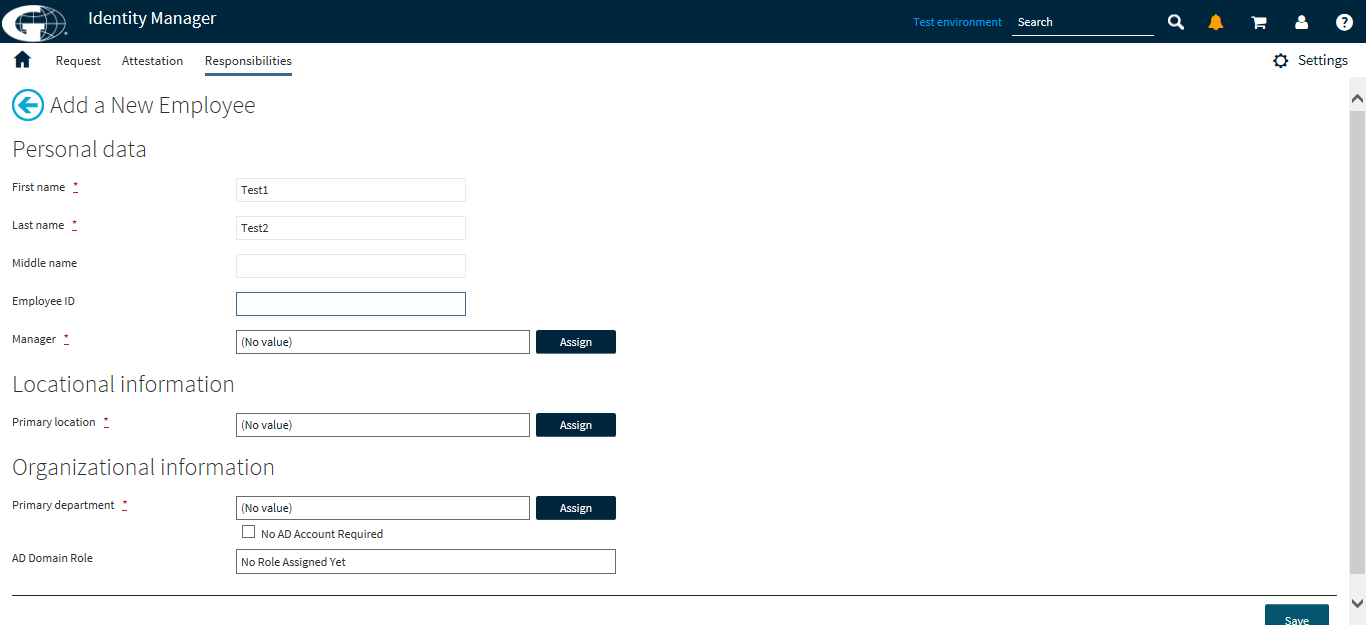 Identity Manager
Test environment
Search
Request
Attestation
Responsibilities
Settings
Add a New Employee
Personal data
First name *
Test1
Last name *
Test2
Middle name
Employee ID
Manager *
(No value)
Assign
Locational information
Primary location *
(No value)
Assign
Organizational information
Primary department *
(No value)
Assign
No AD Account Required
AD Domain Role
No Role Assigned Yet
Save